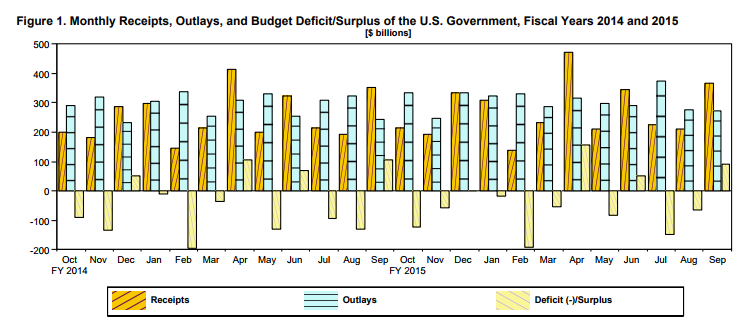 Figure 1. Monthly Receipts, Outlays, and Budget Deficit/Surplus of the U.S. Government, Fiscal Years 2014 and 2015
[$ billions]
500
400
300
200
100
0
-100
-200
Oct Nov Dec Jan Feb Mar Apr May Jun Jul Aug Sep Oct Nov Dec Jan Feb Mar Apr May Jun Jul Aug Sep
FY 2014 FY 2015
Receipts Outlays Deficit (-)/Surplus